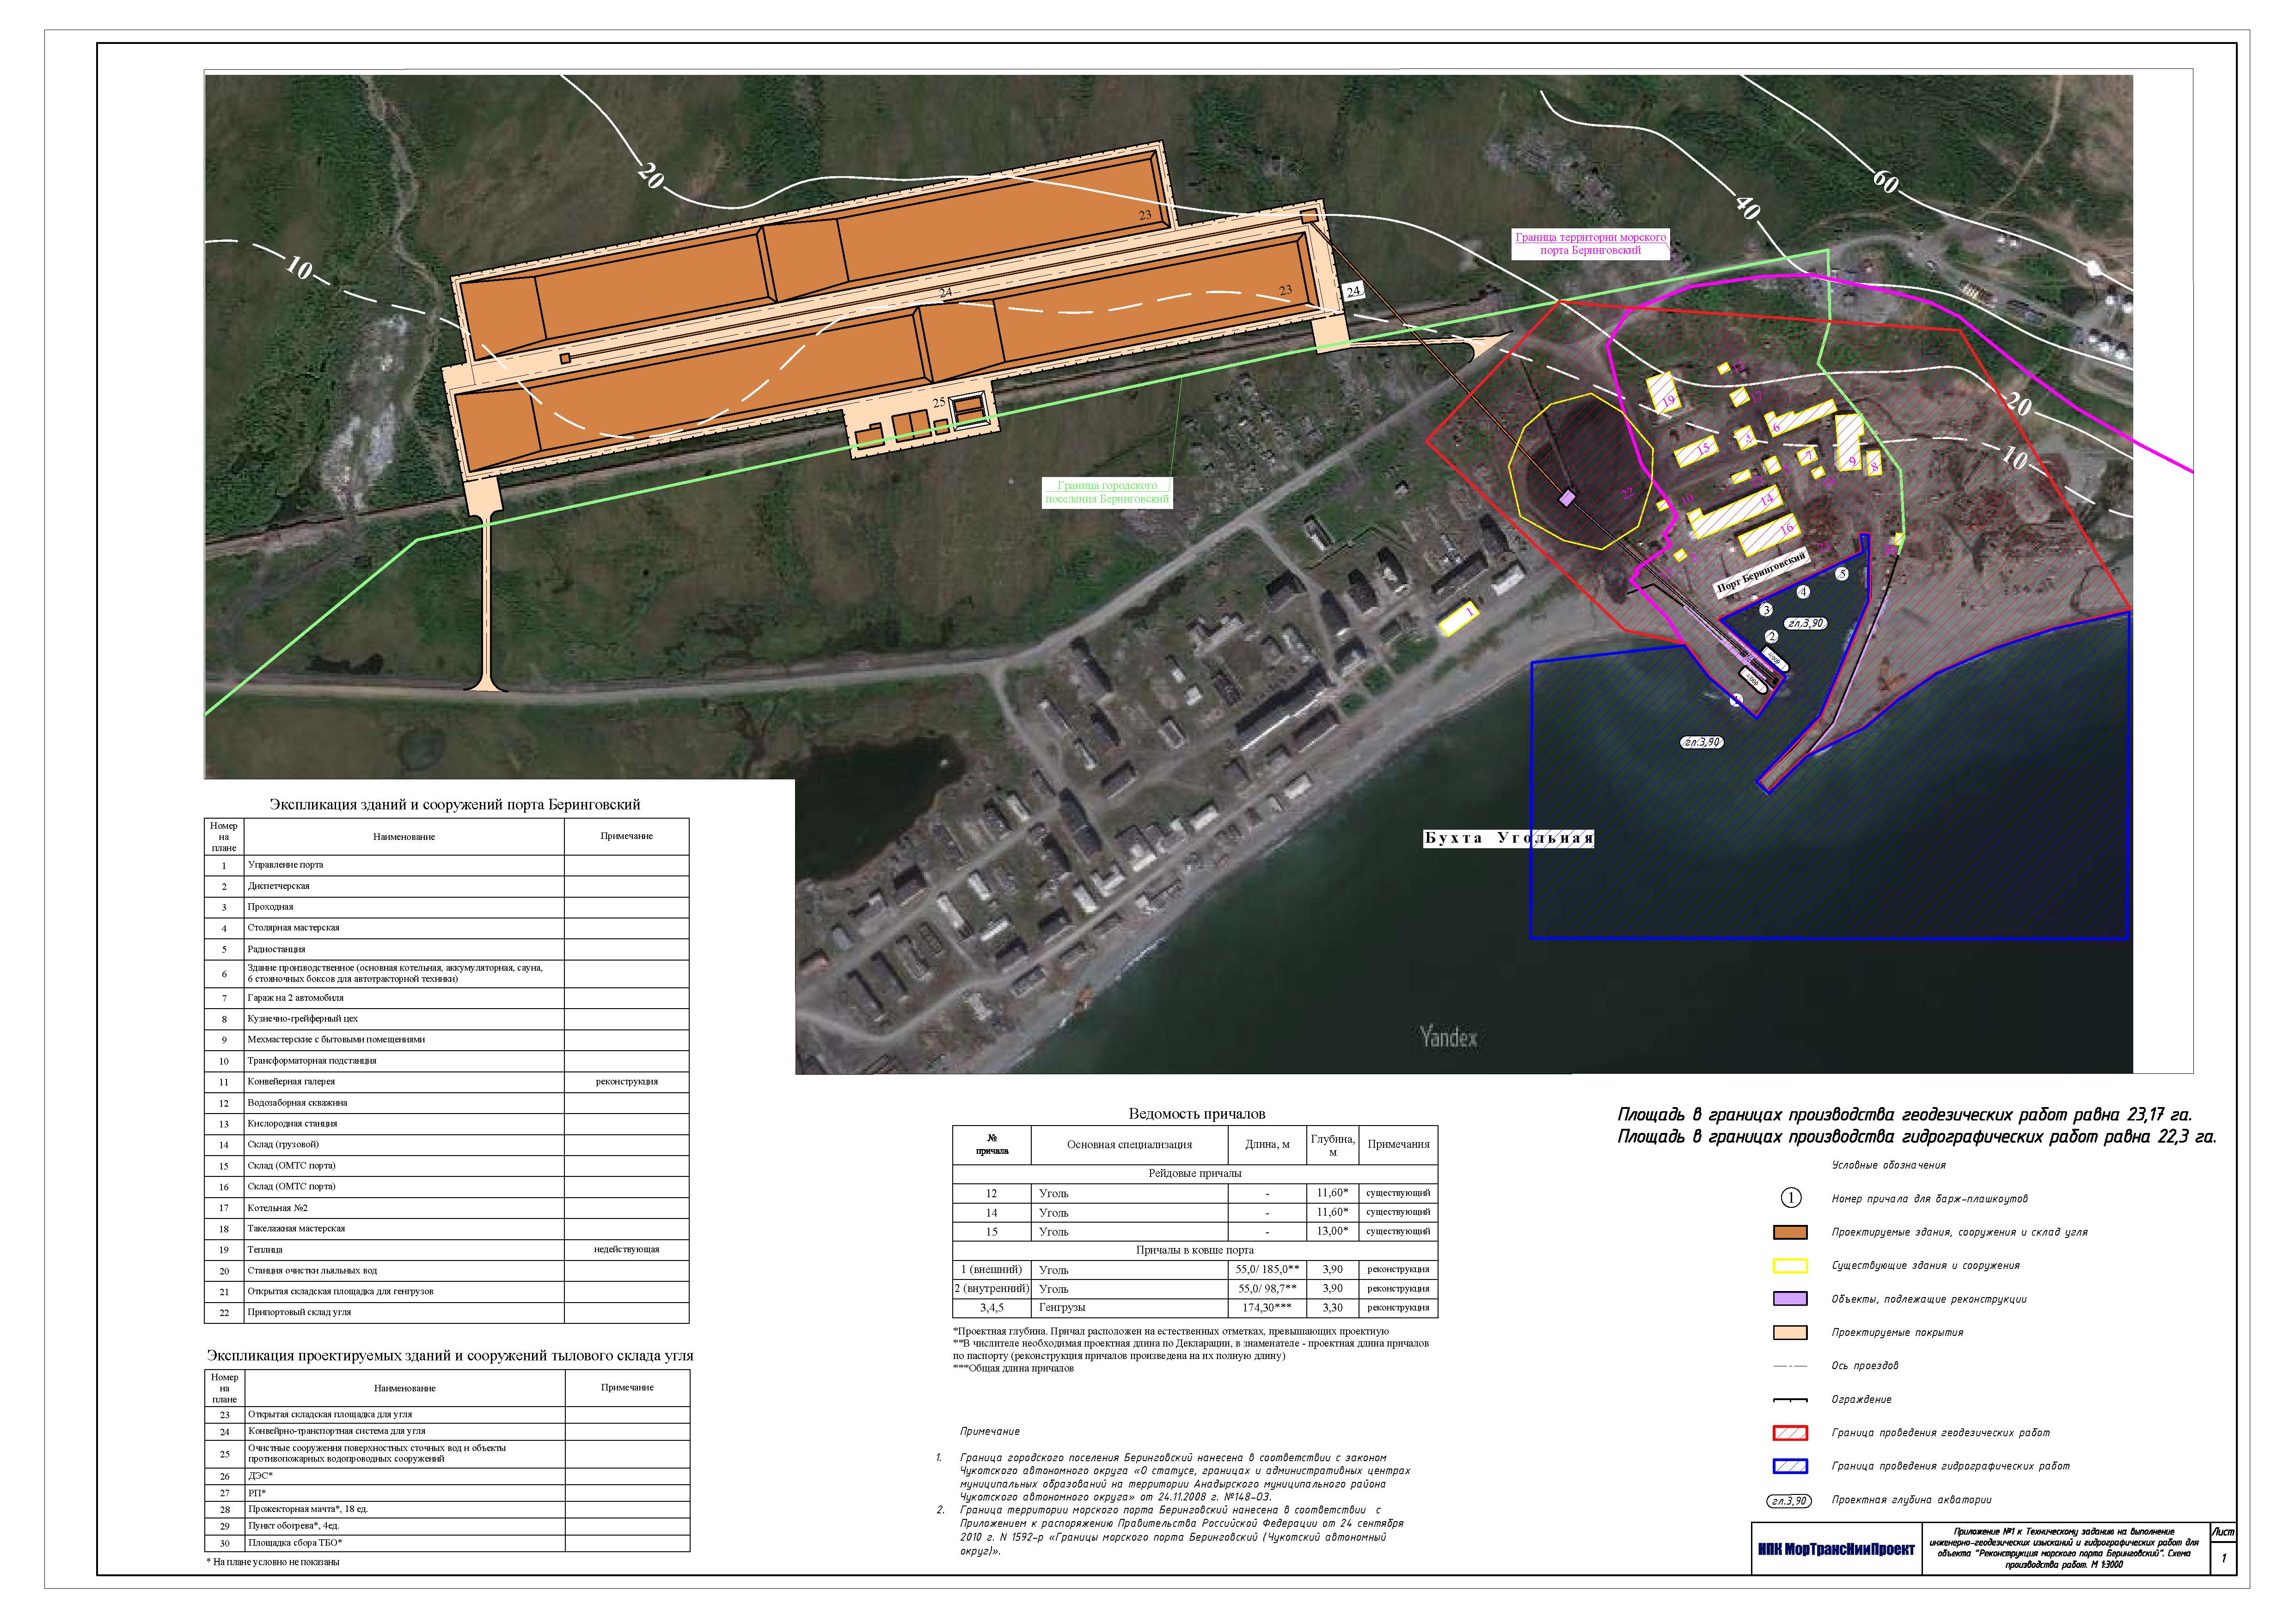 20
10
60
40
20
10
23
24
23
24
25
Граница территории морского
порта Беринговский
Граница городского
поселения Беринговский
19
17
6
4
15
9
8
7
22
10
14
16
21
2
1
Порт Беринговский
5
4
3
2
гл.3,90
гл.3,90
Бухта Угольная
Yandex
Экспликация зданий и сооружений порта Беринговский
Номер на плане Наименование Примечание
1 Управление порта
2 Диспетчерская
3 Проходная
4 Столярная мастерская
5 Радиостанция
6 Здание производственное (основная котельная, аккумуляторная, сауна,
6 стояночных боксов для автотракторной техники)
7 Гараж на 2 автомобиля
8 Кузнечно-грейферный цех
9 Мехмастерские с бытовыми помещениями
10 Трансформаторная подстанция
11 Конвейерная галерея реконструкция
12 Водозаборная скважина
13 Кислородная станция
14 Склад (грузовой)
15 Склад (ОМТС порта)
16 Склад (ОМТС порта)
17 Котельная №2
18 Такелажная мастерская
19 Теплица недействующая
20 Станция очистки льяльных вод
21 Открытая складская площадка для генгрузов
22 Припортовый склад угля
Экспликация проектируемых зданий и сооружений тылового склада угля
Номер на плане Наименование Примечание
23 Открытая складская площадка для угля
24 Конвейрно-транспортная система для угля
25 Очистные сооружения поверхностных сточных вод и объекты
противопожарных водопроводных сооружений
26 ДЭС*
27 РП*
28 Прожекторная мачта*, 18 ед.
29 Пункт обогрева*, 4ед.
30 Площадка сбора ТБО*
* На плане условно не показаны
Ведомость причалов
№ причала Основная специализация Длина, м Глубина, м Примечания
Рейдовые причалы
12 Уголь - 11,60* существующий
14 Уголь - 11,60* существующий
15 Уголь - 13,00* существующий
Причалы в ковше порта
1 (внешний) Уголь 55,0/ 185,0** 3,90 реконструкция
2 (внутренний) Уголь 55,0/ 98,7** 3,90 реконструкция
3,4,5 Генгрузы 174,30*** 3,30 реконструкция
*Проектная глубина. Причал расположен на естественных отметках, превышающих проектную
**В числителе необходимая проектная длина по Декларации, в знаменателе - проектная длина причалов
по паспорту (реконструкция причалов произведена на их полную длину)
***Общая длина причалов
Примечание
1. Граница городского поселения Беринговский нанесена в соответствии с законом
Чукотского автономного округа «О статусе, границах и административных центрах
муниципальных образований на территории Анадырского муниципального района
Чукотского автономного округа» от 24.11.2008 г. №148-ОЗ.
2. Граница территории морского порта Беринговский нанесена в соответствии с
Приложением к распоряжению Правительства Российской Федерации от 24 сентября
2010 г. N 1592-р «Границы морского порта Беринговский (Чукотский автономный
округ)».
Площадь в границах производства геодезических работ равна 23,17 га.
Площадь в границах производства гидрографических работ равна 22,3 га.
Условные обозначения
1 Номер причала для барж-плашкоутов
Проектируемые здания, сооружения и склад угля
Существующие здания и сооружения
Объекты, подлежащие реконструкции
Проектируемые покрытия
Ось проездов
Ограждение
Граница проведения геодезических работ
Граница проведения гидрографических работ
гл.3,90 Проектная глубина акватории
НПК МорТрансНииПроект
Приложение №1 к Техническому заданию на выполнение
инженерно-геодезических изысканий и гидрографических работ для
объекта "Реконструкция морского порта Беринговский". Схема
производства работ. М 1:3000
Лист
1